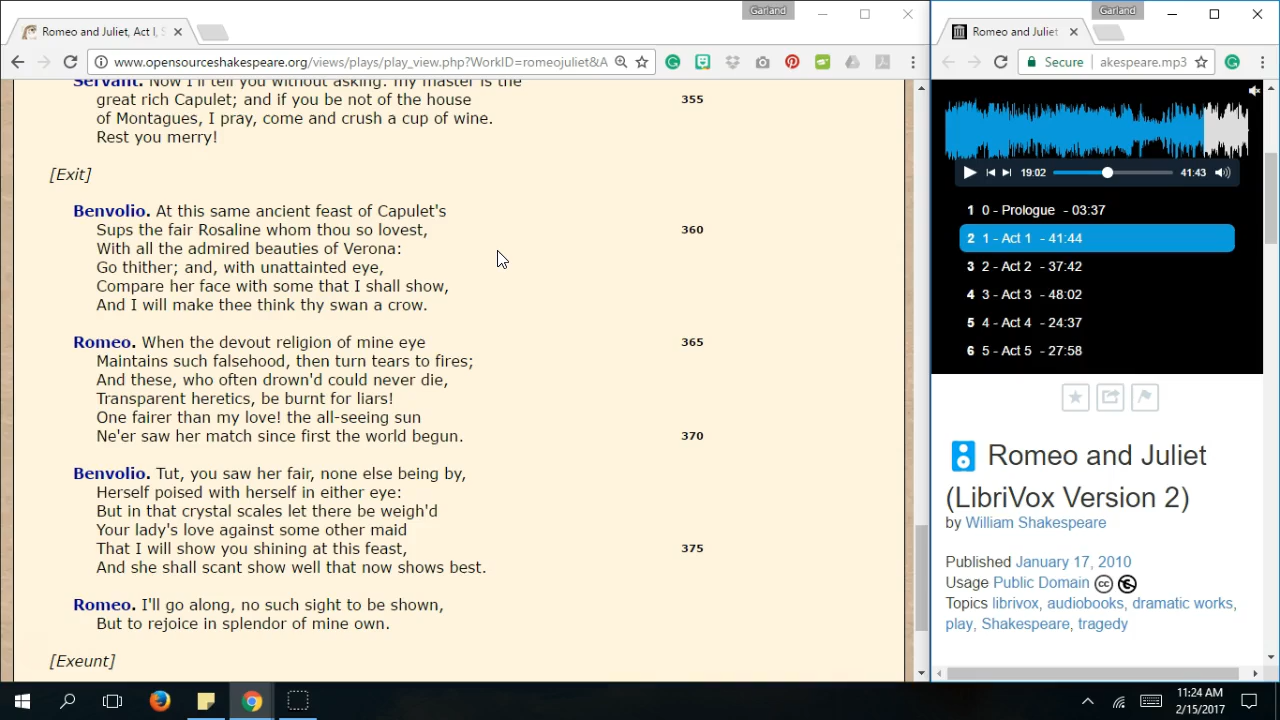 Garland
Romeo and Juliet, Act I, S
www.opensourceshakespeare.org/views/plays/play_view.php?WorkID=romeojuliet&A
Servant. Now I'll tell you without asking: my master is the
great rich Capulet; and if you be not of the house 355
of Montagues, I pray, come and crush a cup of wine.
Rest you merry!
[Exit]
Benvolio. At this same ancient feast of Capulet's
Sups the fair Rosaline whom thou so lovest, 360
With all the admired beauties of Verona:
Go thither; and, with unattainted eye,
Compare her face with some that I shall show,
And I will make thee think thy swan a crow.
Romeo. When the devout religion of mine eye 365
Maintains such falsehood, then turn tears to fires;
And these, who often drown'd could never die,
Transparent heretics, be burnt for liars!
One fairer than my love! the all-seeing sun
Ne'er saw her match since first the world begun. 370
Benvolio. Tut, you saw her fair, none else being by,
Herself poised with herself in either eye:
But in that crystal scales let there be weigh'd
Your lady's love against some other maid
That I will show you shining at this feast, 375
And she shall scant show well that now shows best.
Romeo. I'll go along, no such sight to be shown,
But to rejoice in splendor of mine own.
[Exeunt]
Garland
Romeo and Juliet
Secure akespeare.mp3
19:02 41:43
1 0 - Prologue - 03:37
2 1 - Act 1 - 41:44
3 2 - Act 2 - 37:42
4 3 - Act 3 - 48:02
5 4 - Act 4 - 24:37
6 5 - Act 5 - 27:58
Romeo and Juliet
(LibriVox Version 2)
by William Shakespeare
Published January 17, 2010
Usage Public Domain cc
Topics librivox, audiobooks, dramatic works,
play, Shakespeare, tragedy
11:24 AM
2/15/2017